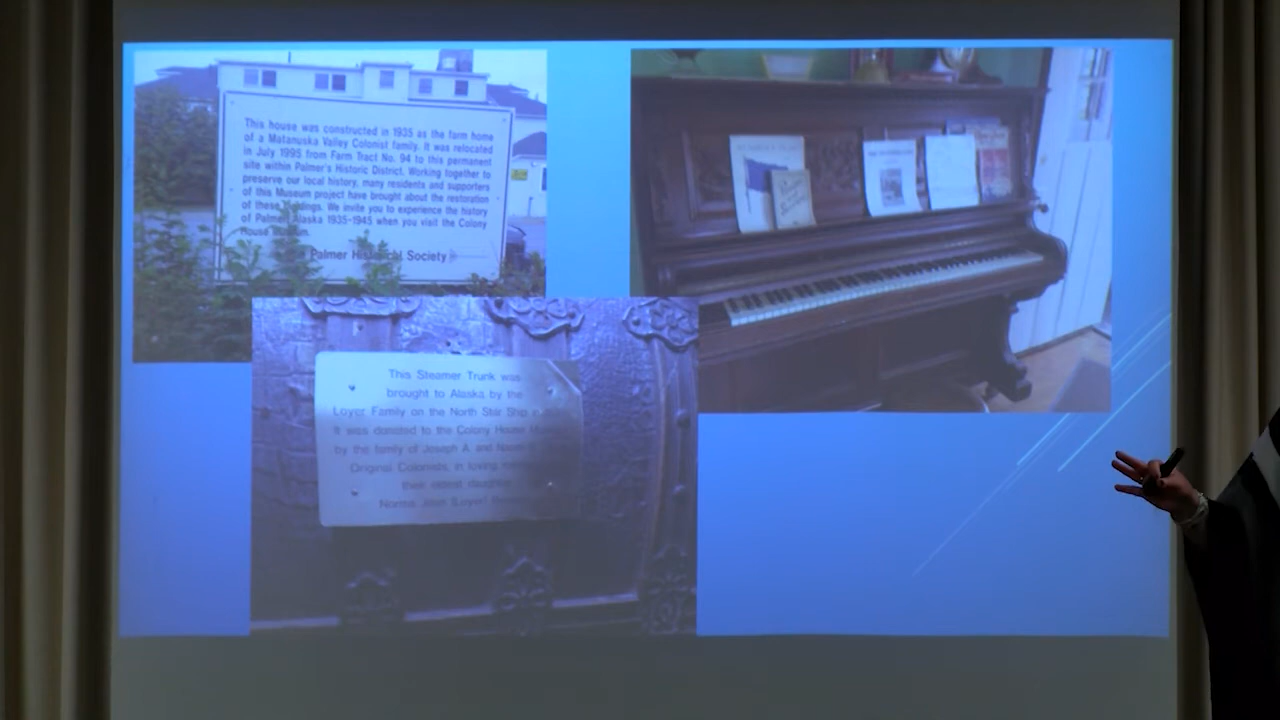 This house was constructed in 1935 as the farm home
of a Matanuska Valley Colonist family. It was relocated
in July 1995 from Farm Tract No. 94 to this permanent
site within Palmer's Historic District. Working together to
preserve our local history, many residents and supporters
of this Museum project have brought about the restoration
of these We invite you to experience the history
of Palmer, Alaska 1935-1945 when you visit the Colony
House
Palmer Historical Society
This Steamer Trunk was
brought to Alaska by the
Loyer Family on the North Star Ship in
It was donated to the Colony House
by the family of Joseph A. and
Original Colonists, in loving
their oldest daughter
Norma Jean (Loyer)